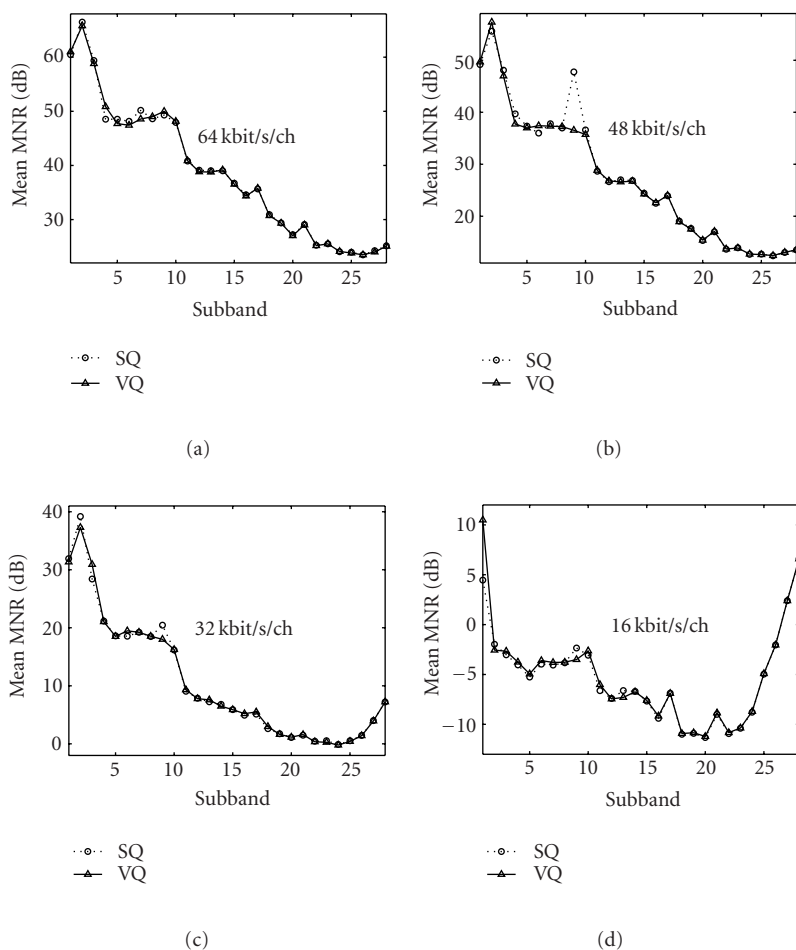 Mean MNR (dB)
60
50
40
30
64 kbit/s/ch
5 10 15 20 25
Subband
SQ
VQ
(a)
Mean MNR (dB)
50
40
30
20
48 kbit/s/ch
5 10 15 20 25
Subband
SQ
VQ
(b)
Mean MNR (dB)
40
30
20
10
0
32 kbit/s/ch
5 10 15 20 25
Subband
SQ
VQ
(c)
Mean MNR (dB)
10
5
0
−5
−10
16 kbit/s/ch
5 10 15 20 25
Subband
SQ
VQ
(d)